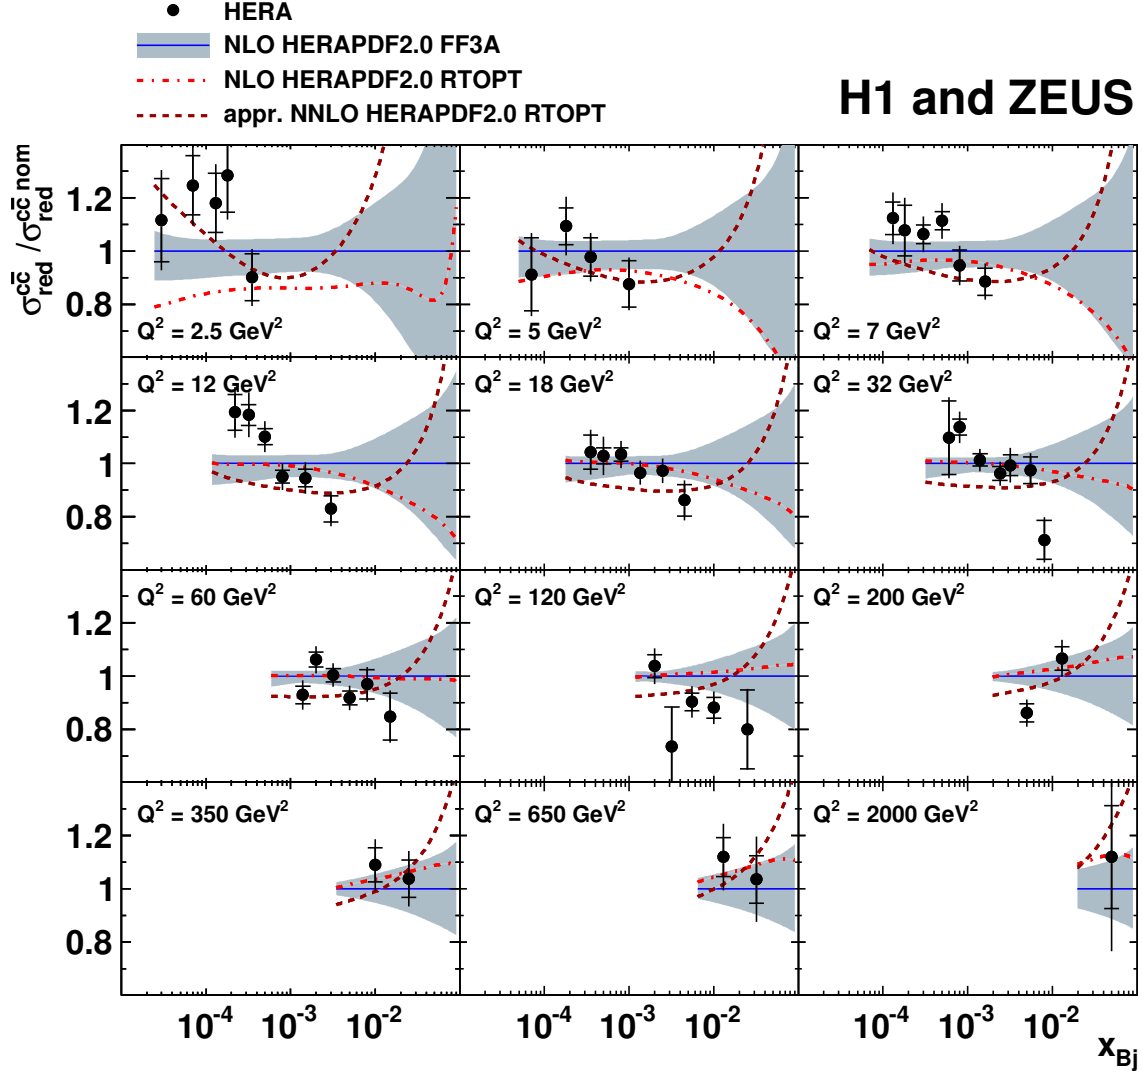 HERA
NLO HERAPDF2.0 FF3A
NLO HERAPDF2.0 RTOPT
appr. NNLO HERAPDF2.0 RTOPT
H1 and ZEUS
σ_red^{cc̄} / σ_red^{cc̄ nom}
1.2
1
0.8
Q² = 2.5 GeV²
Q² = 5 GeV²
Q² = 7 GeV²
1.2
1
0.8
Q² = 12 GeV²
Q² = 18 GeV²
Q² = 32 GeV²
1.2
1
0.8
Q² = 60 GeV²
Q² = 120 GeV²
Q² = 200 GeV²
1.2
1
0.8
Q² = 350 GeV²
Q² = 650 GeV²
Q² = 2000 GeV²
10⁻⁴ 10⁻³ 10⁻² 10⁻⁴ 10⁻³ 10⁻² 10⁻⁴ 10⁻³ 10⁻²
x_Bj